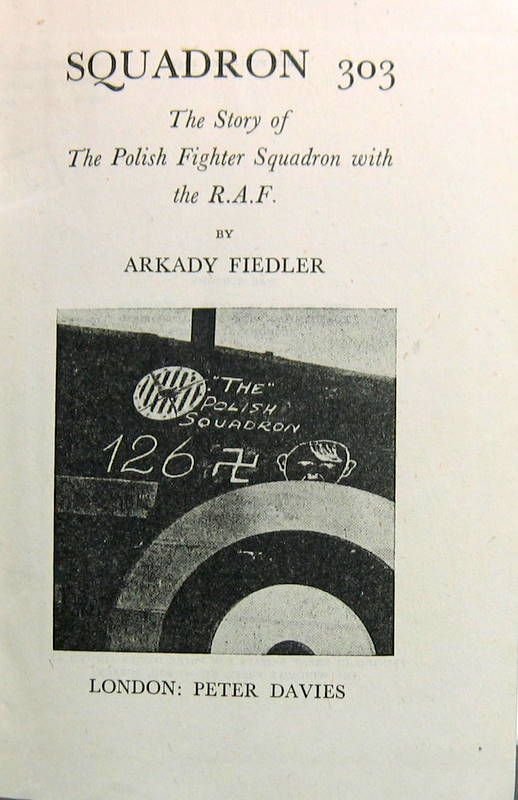 SQUADRON 303
The Story of
The Polish Fighter Squadron with
the R.A.F.
BY
ARKADY FIEDLER
"THE"
POLISH
SQUADRON
126
LONDON: PETER DAVIES